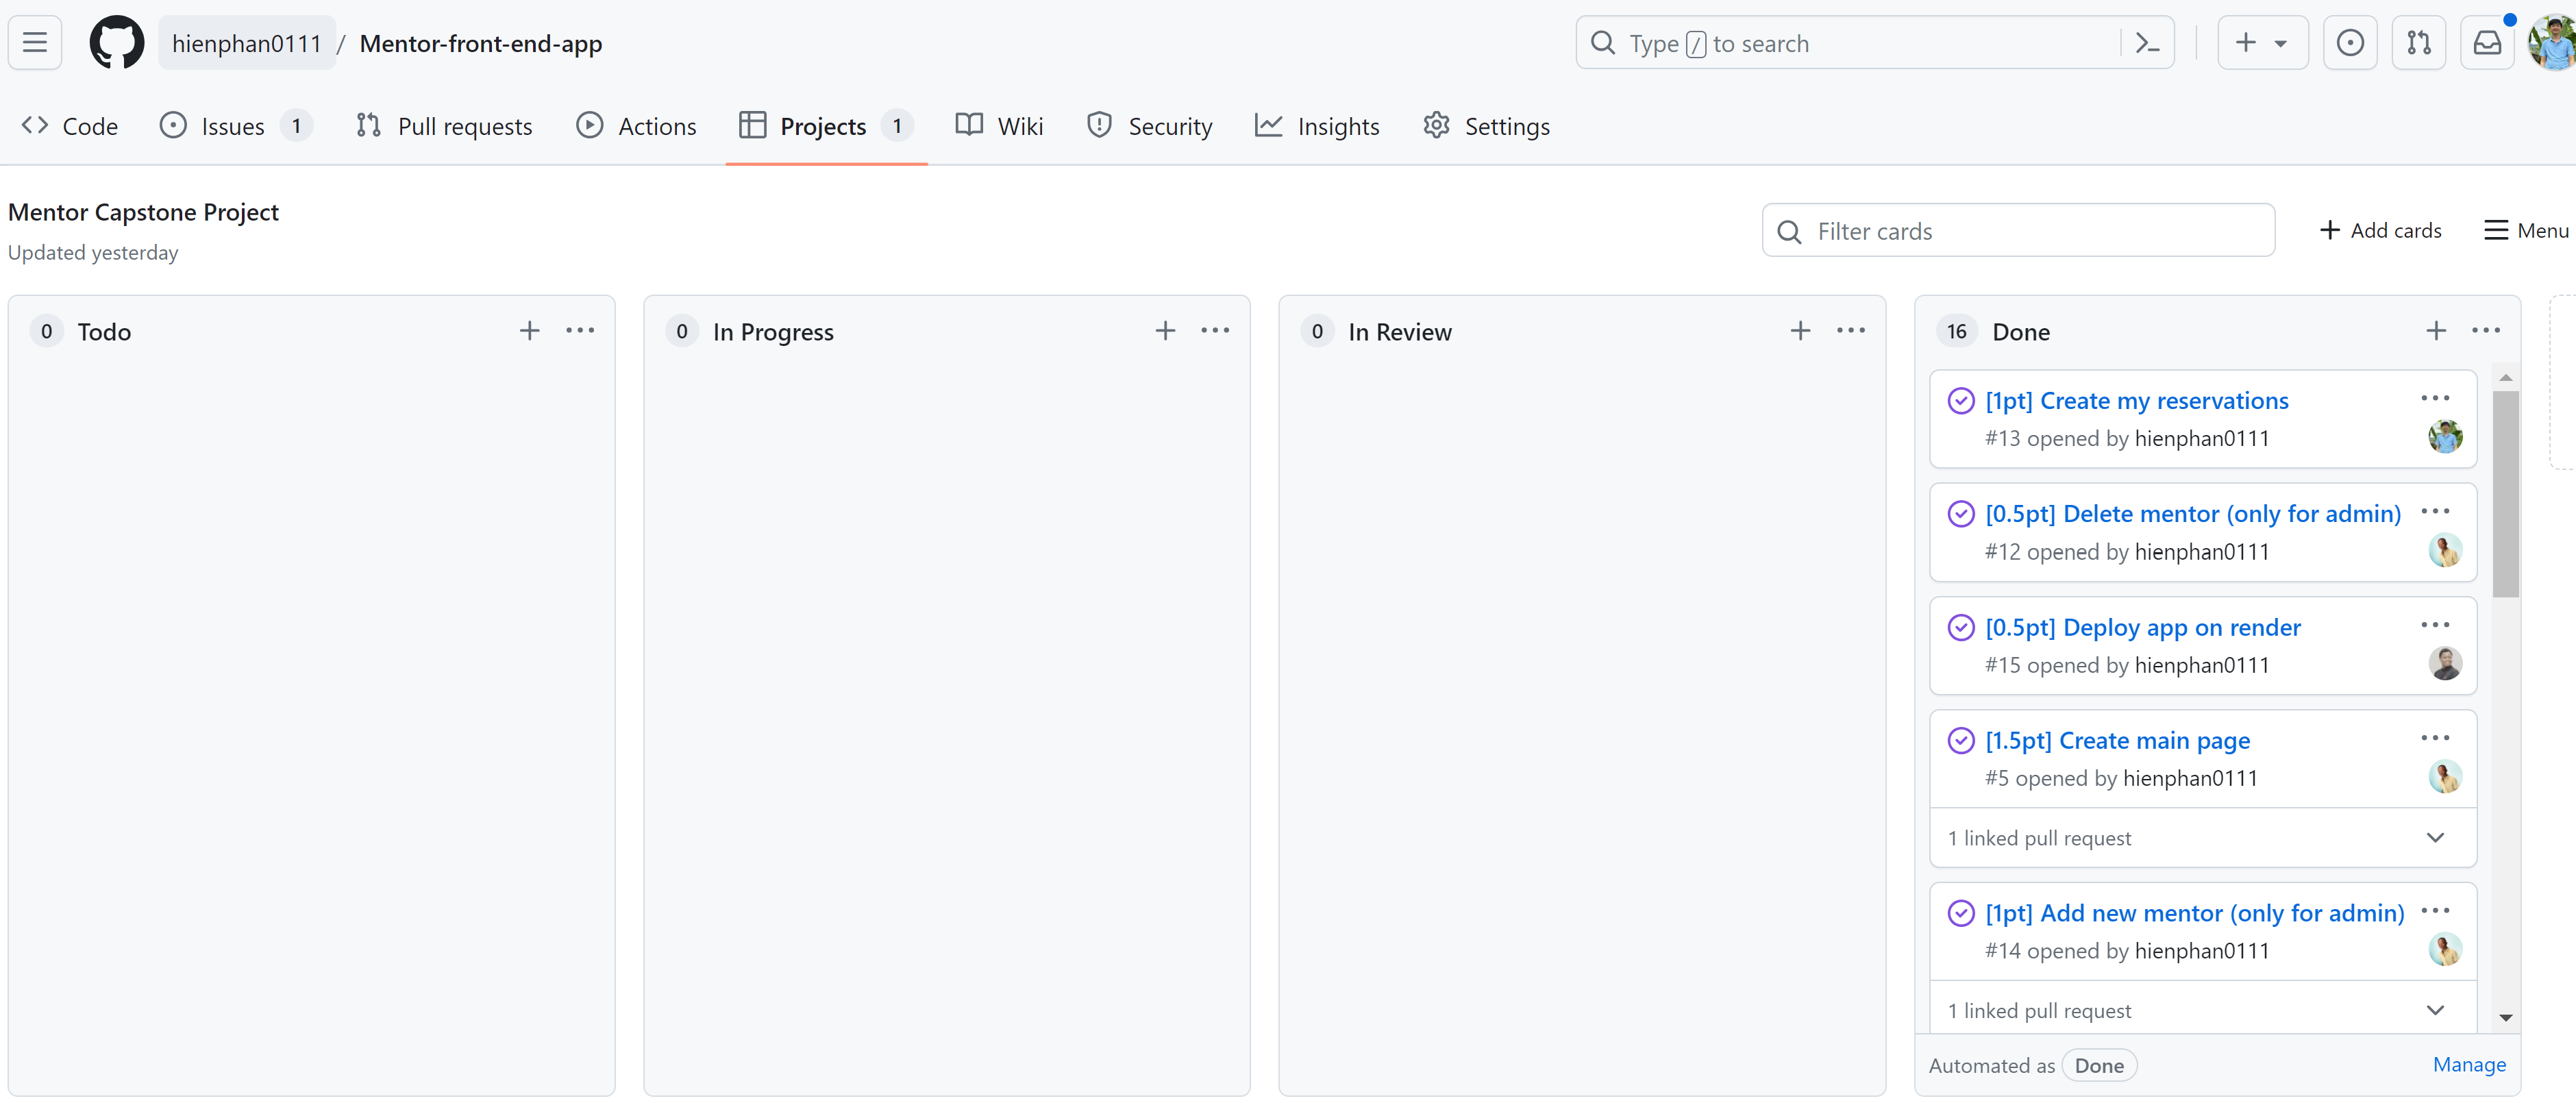 hienphan0111 / Mentor-front-end-app
Type / to search
Code Issues 1 Pull requests Actions Projects 1 Wiki Security Insights Settings
Mentor Capstone Project
Updated yesterday
Filter cards
Add cards
Menu
0 Todo
0 In Progress
0 In Review
16 Done
[1pt] Create my reservations
#13 opened by hienphan0111
[0.5pt] Delete mentor (only for admin)
#12 opened by hienphan0111
[0.5pt] Deploy app on render
#15 opened by hienphan0111
[1.5pt] Create main page
#5 opened by hienphan0111
1 linked pull request
[1pt] Add new mentor (only for admin)
#14 opened by hienphan0111
1 linked pull request
Automated as Done
Manage